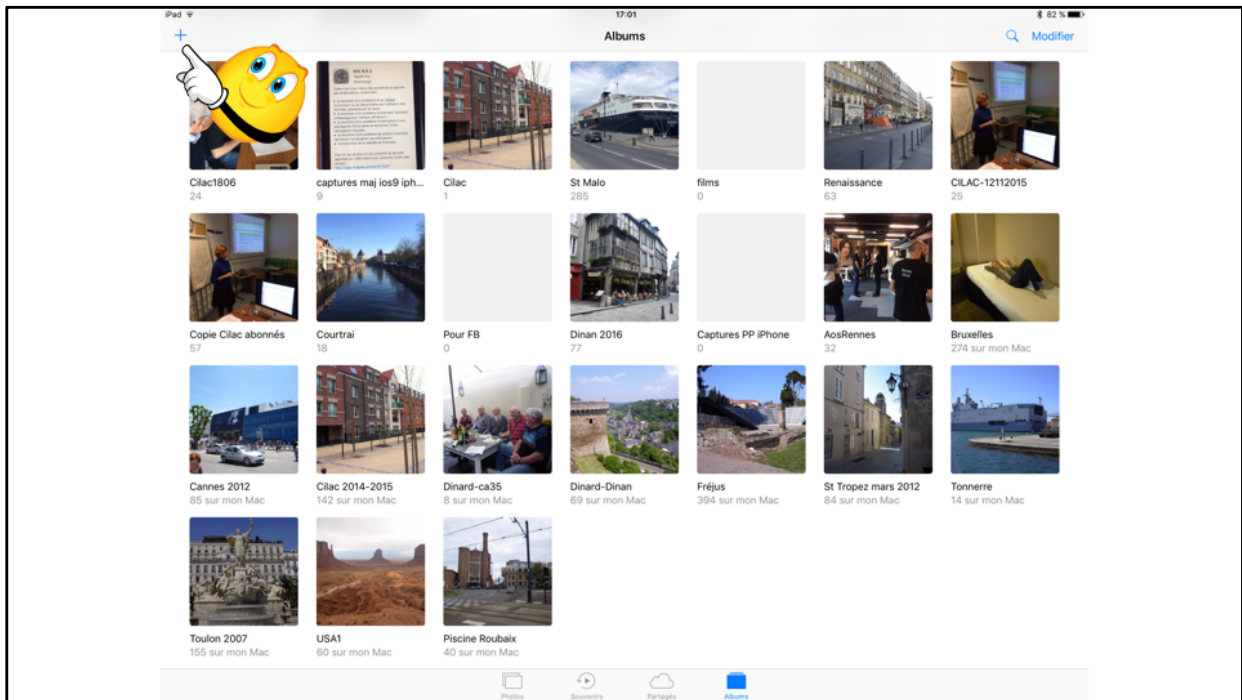 iPad 17:01 82 %
Albums Modifier
Cilac1806
24
captures maj ios9 iph...
9
Cilac
1
St Malo
285
films
0
Renaissance
63
CILAC-12112015
25
Copie Cilac abonnés
57
Courtrai
18
Pour FB
0
Dinan 2016
77
Captures PP iPhone
0
AosRennes
32
Bruxelles
274 sur mon Mac
Cannes 2012
85 sur mon Mac
Cilac 2014-2015
142 sur mon Mac
Dinard-ca35
8 sur mon Mac
Dinard-Dinan
69 sur mon Mac
Fréjus
394 sur mon Mac
St Tropez mars 2012
84 sur mon Mac
Tonnerre
14 sur mon Mac
Toulon 2007
155 sur mon Mac
USA1
60 sur mon Mac
Piscine Roubaix
40 sur mon Mac
Photos Souvenirs Partagés Albums